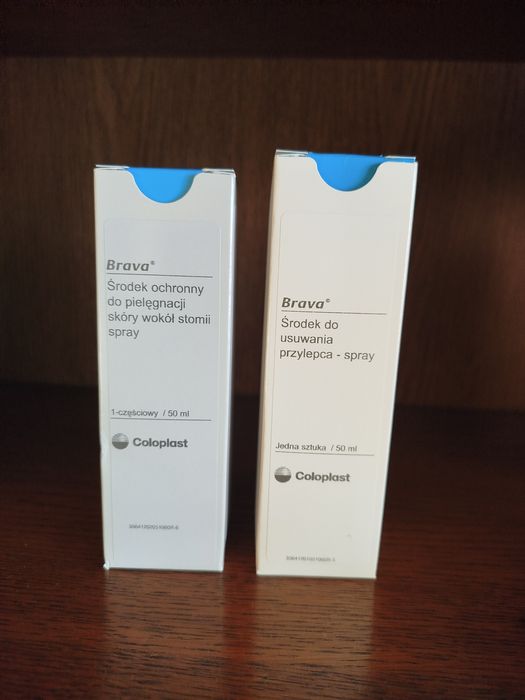 Brava®
Środek ochronny
do pielęgnacji
skóry wokół stomii
spray
1-częściowy / 50 ml
Coloplast
Brava®
Środek do
usuwania
przylepca - spray
Jedna sztuka / 50 ml
Coloplast